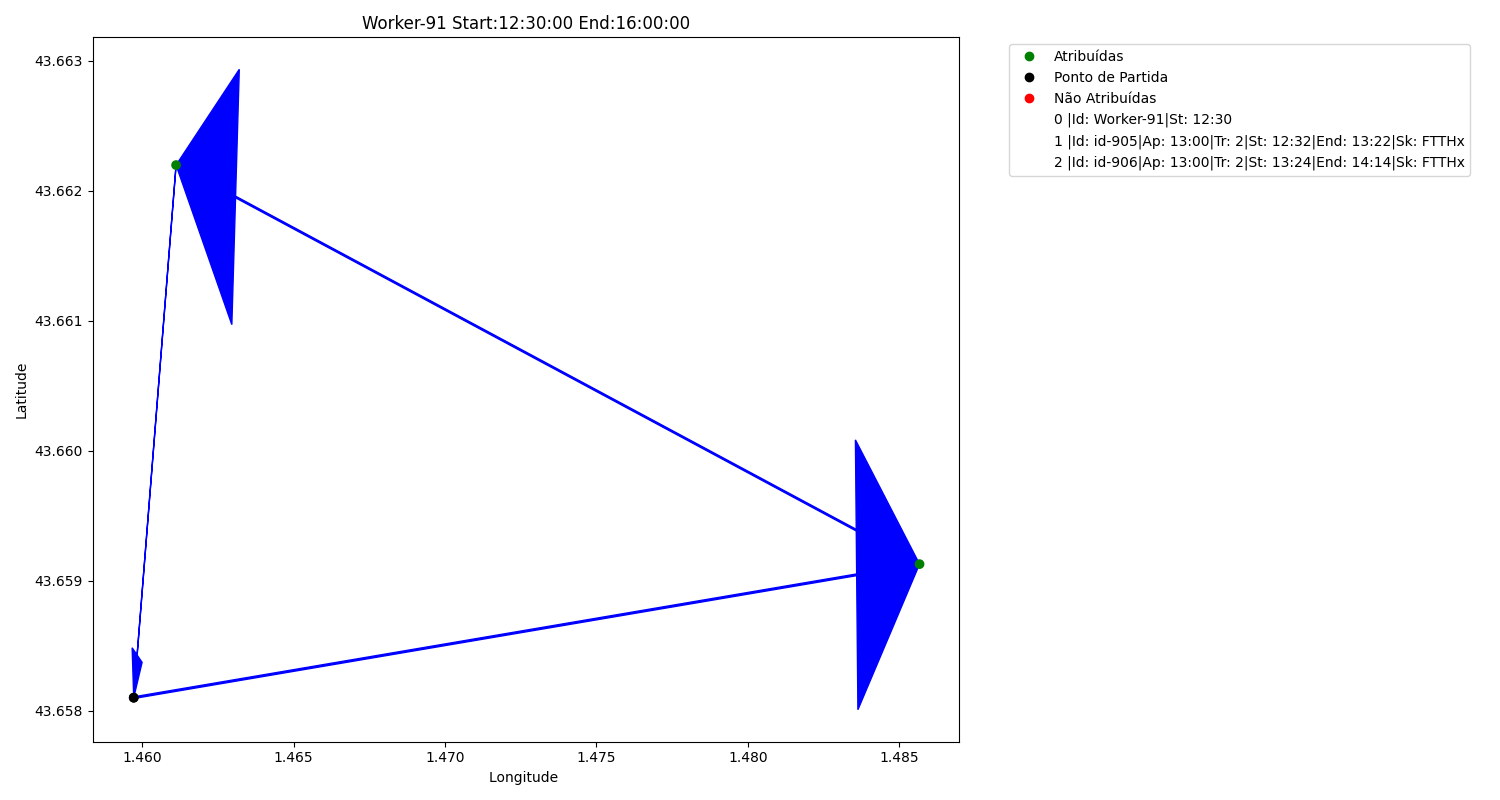 Worker-91 Start:12:30:00 End:16:00:00
43.663
43.662
43.661
43.660
43.659
43.658
Latitude
1.460
1.465
1.470
1.475
1.480
1.485
Longitude
Atribuídas
Ponto de Partida
Não Atribuídas
0 |Id: Worker-91|St: 12:30
1 |Id: id-905|Ap: 13:00|Tr: 2|St: 12:32|End: 13:22|Sk: FTTHx
2 |Id: id-906|Ap: 13:00|Tr: 2|St: 13:24|End: 14:14|Sk: FTTHx